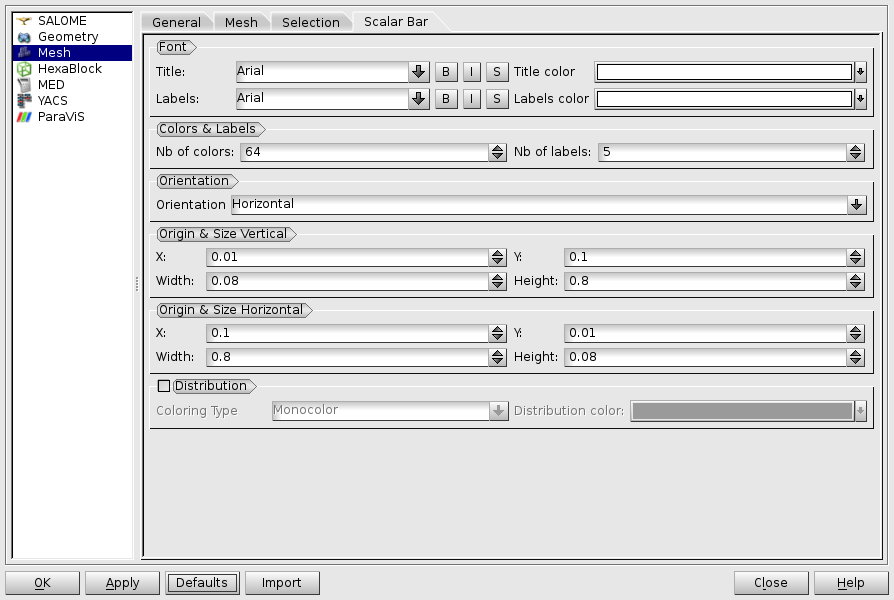 SALOME
Geometry
Mesh
HexaBlock
MED
YACS
ParaViS
General Mesh Selection Scalar Bar
Font
Title: Arial B I S Title color
Labels: Arial B I S Labels color
Colors & Labels
Nb of colors: 64 Nb of labels: 5
Orientation
Orientation Horizontal
Origin & Size Vertical
X: 0.01 Y: 0.1
Width: 0.08 Height: 0.8
Origin & Size Horizontal
X: 0.1 Y: 0.01
Width: 0.8 Height: 0.08
Distribution
Coloring Type Monocolor Distribution color:
OK Apply Defaults Import Close Help